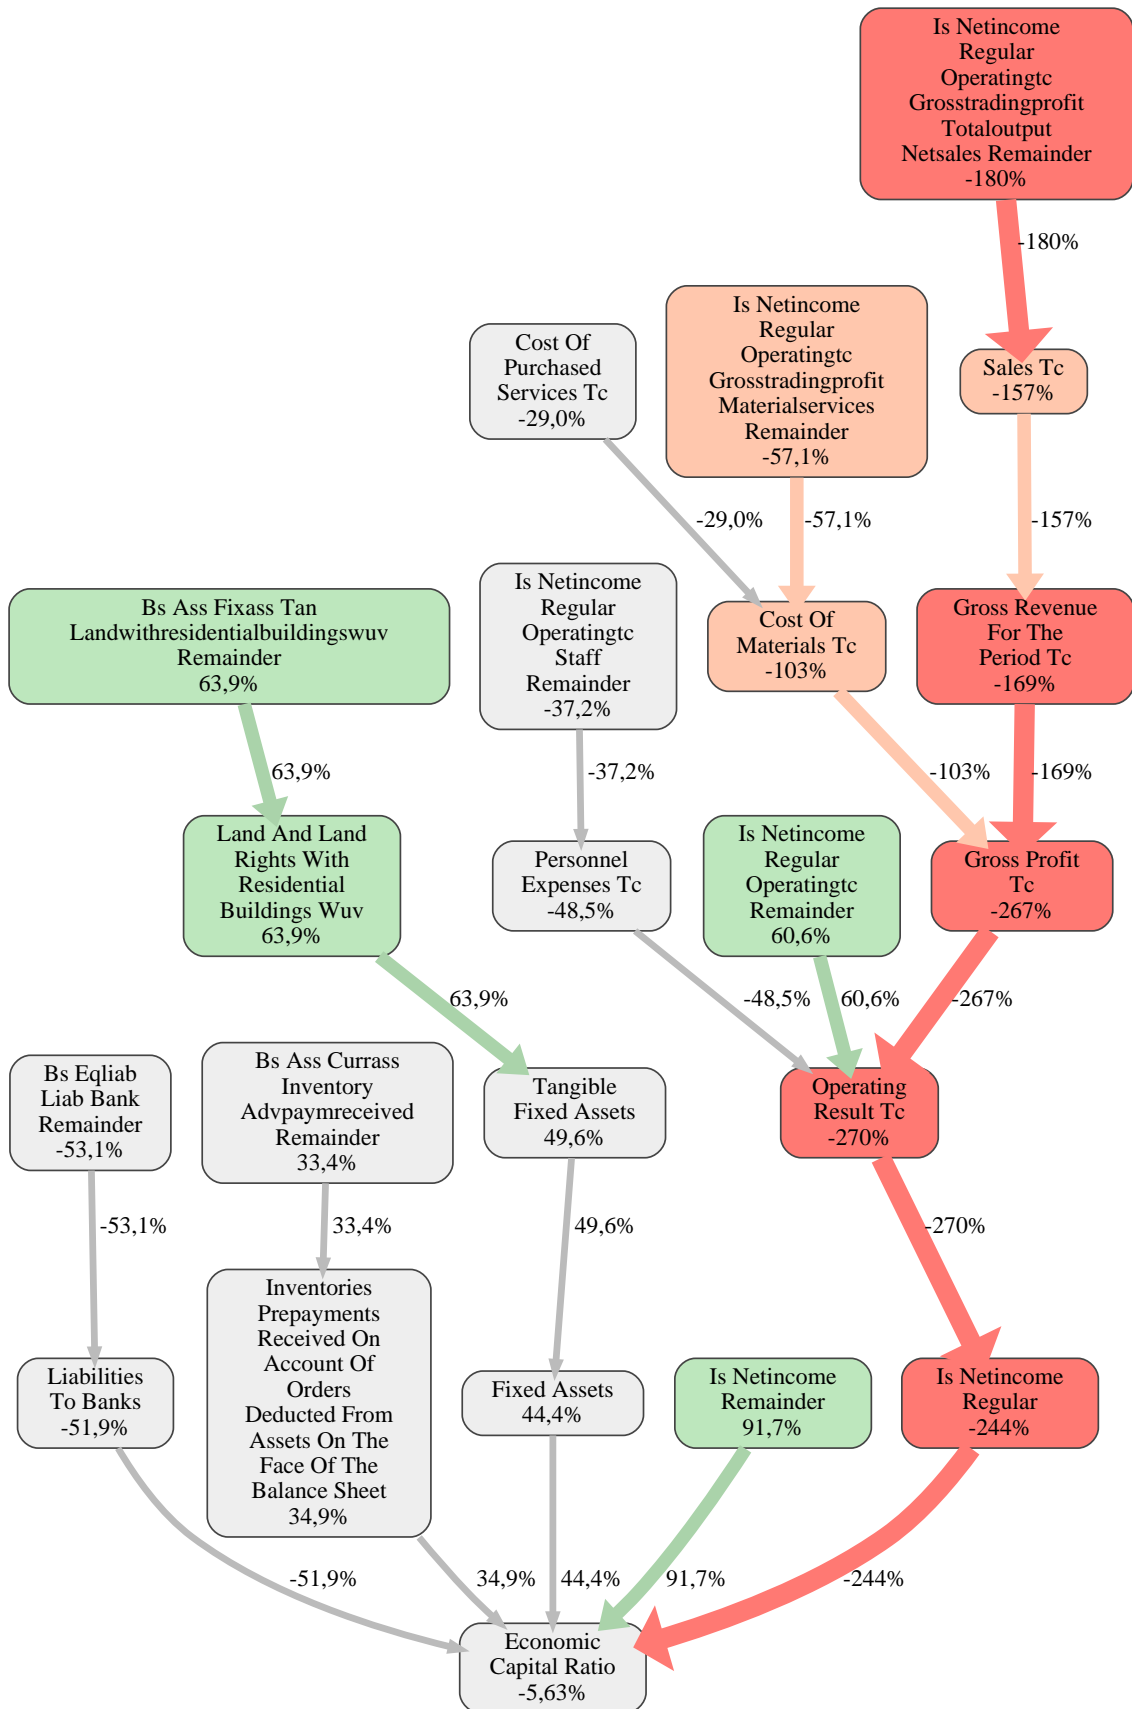 Is Netincome
Regular
Operatingtc
Grosstradingprofit
Totaloutput
Netsales Remainder
-180%
-180%
Cost Of
Purchased
Services Tc
-29,0%
Is Netincome
Regular
Operatingtc
Grosstradingprofit
Materialservices
Remainder
-57,1%
Sales Tc
-157%
-29,0%
-57,1%
-157%
Bs Ass Fixass Tan
Landwithresidentialbuildingswuv
Remainder
63,9%
Is Netincome
Regular
Operatingtc
Staff
Remainder
-37,2%
Cost Of
Materials Tc
-103%
Gross Revenue
For The
Period Tc
-169%
63,9%
-37,2%
-103%
-169%
Land And Land
Rights With
Residential
Buildings Wuv
63,9%
Personnel
Expenses Tc
-48,5%
Is Netincome
Regular
Operatingtc
Remainder
60,6%
Gross Profit
Tc
-267%
63,9%
-48,5%
60,6%
-267%
Bs Eqliab
Liab Bank
Remainder
-53,1%
Bs Ass Currass
Inventory
Advpaymreceived
Remainder
33,4%
Tangible
Fixed Assets
49,6%
Operating
Result Tc
-270%
-53,1%
33,4%
49,6%
-270%
Liabilities
To Banks
-51,9%
Inventories
Prepayments
Received On
Account Of
Orders
Deducted From
Assets On The
Face Of The
Balance Sheet
34,9%
Fixed Assets
44,4%
Is Netincome
Remainder
91,7%
Is Netincome
Regular
-244%
-51,9%
34,9%
44,4%
91,7%
-244%
Economic
Capital Ratio
-5,63%